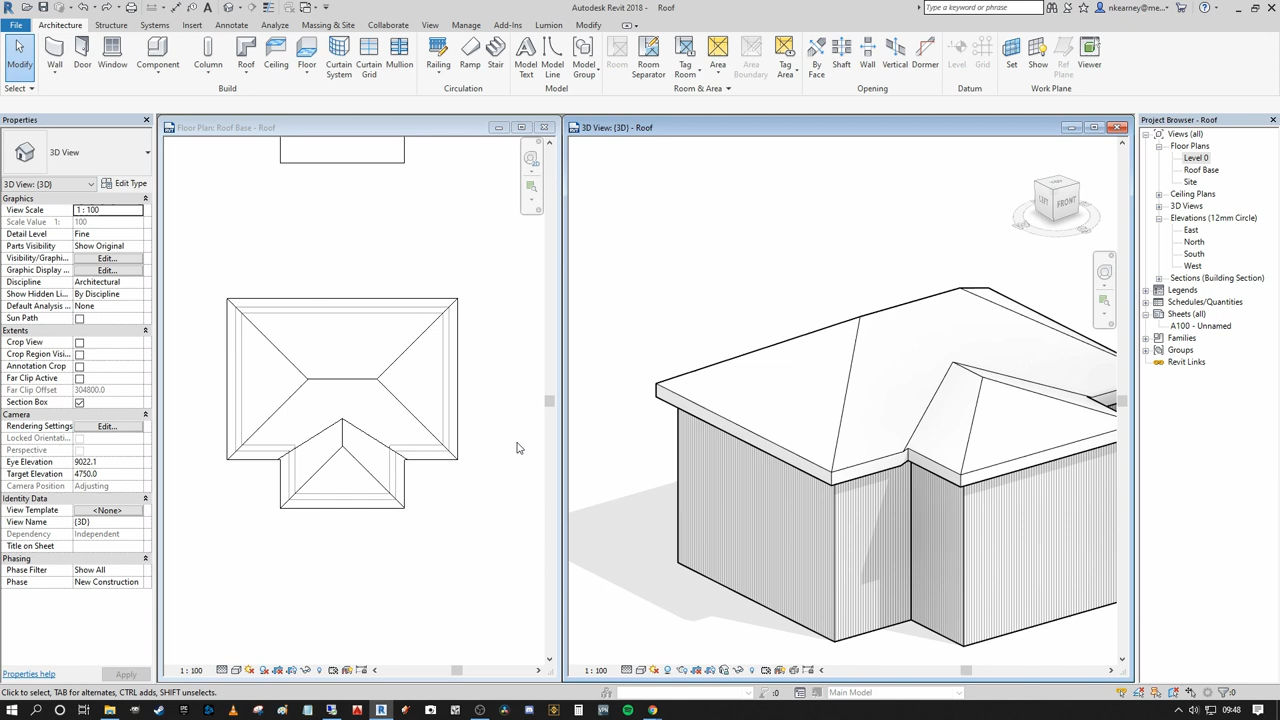 Autodesk Revit 2018 - Roof
Type a keyword or phrase
nkearney@me...
File Architecture Structure Systems Insert Annotate Analyze Massing & Site Collaborate View Manage Add-Ins Lumion Modify
Modify
Wall
Door
Window
Component
Column
Roof
Ceiling
Floor
Curtain System
Curtain Grid
Mullion
Railing
Ramp
Stair
Model Text
Model Line
Model Group
Room
Room Separator
Tag Room
Area
Area Boundary
Tag Area
By Face
Shaft
Wall
Vertical
Dormer
Level
Grid
Set
Show
Ref Plane
Viewer
Select Build Circulation Model Room & Area Opening Datum Work Plane
Properties
3D View
3D View: {3D} Edit Type
Graphics
View Scale 1 : 100
Scale Value 1: 100
Detail Level Fine
Parts Visibility Show Original
Visibility/Graphi... Edit...
Graphic Display ... Edit...
Discipline Architectural
Show Hidden Li... By Discipline
Default Analysis ... None
Sun Path
Extents
Crop View
Crop Region Visi...
Annotation Crop
Far Clip Active
Far Clip Offset 304800.0
Section Box
Camera
Rendering Settings Edit...
Locked Orientati...
Perspective
Eye Elevation 9022.1
Target Elevation 4750.0
Camera Position Adjusting
Identity Data
View Template <None>
View Name {3D}
Dependency Independent
Title on Sheet
Phasing
Phase Filter Show All
Phase New Construction
Properties help Apply
Floor Plan: Roof Base - Roof
2D
1 : 100
3D View: {3D} - Roof
LEFT FRONT
1 : 100
Project Browser - Roof
Views (all)
Floor Plans
Level 0
Roof Base
Site
Ceiling Plans
3D Views
Elevations (12mm Circle)
East
North
South
West
Sections (Building Section)
Legends
Schedules/Quantities
Sheets (all)
A100 - Unnamed
Families
Groups
Revit Links
Click to select, TAB for alternates, CTRL adds, SHIFT unselects.
:0
Main Model
:0
09:48